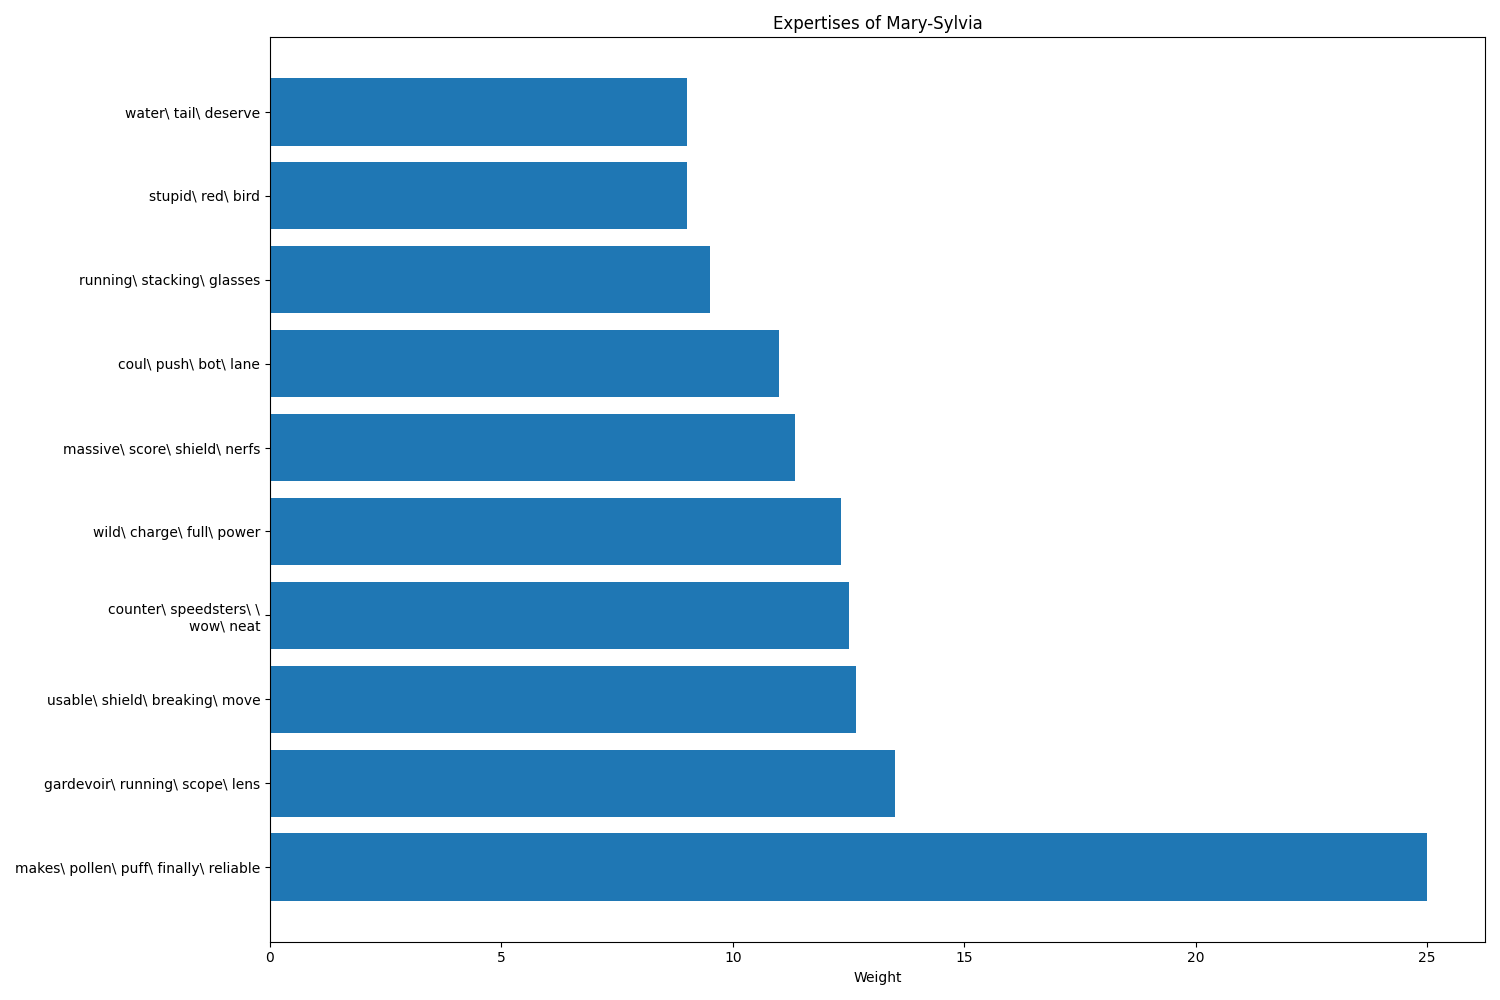 Expertises of Mary-Sylvia
water\ tail\ deserve
stupid\ red\ bird
running\ stacking\ glasses
coul\ push\ bot\ lane
massive\ score\ shield\ nerfs
wild\ charge\ full\ power
counter\ speedsters\ \
wow\ neat
usable\ shield\ breaking\ move
gardevoir\ running\ scope\ lens
makes\ pollen\ puff\ finally\ reliable
0 5 10 15 20 25
Weight